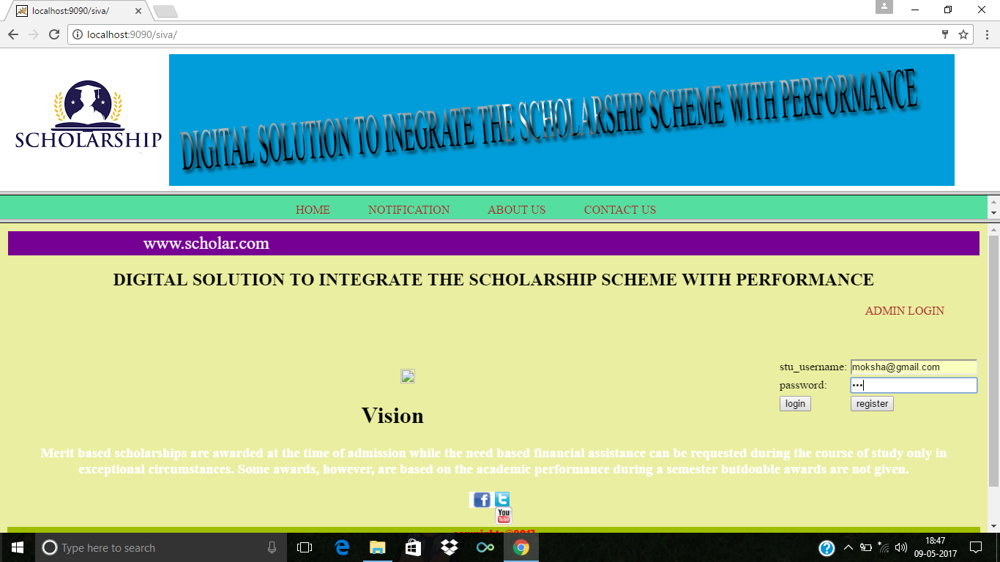 localhost:9090/siva/
localhost:9090/siva/
SCHOLARSHIP
DIGITAL SOLUTION TO INEGRATE THE SCHOLARSHIP SCHEME WITH PERFORMANCE
HOME NOTIFICATION ABOUT US CONTACT US
www.scholar.com
DIGITAL SOLUTION TO INTEGRATE THE SCHOLARSHIP SCHEME WITH PERFORMANCE
ADMIN LOGIN
stu_username: moksha@gmail.com
password: •••
login register
Vision
Merit based scholarships are awarded at the time of admission while the need based financial assistance can be requested during the course of study only in
exceptional circumstances. Some awards, however, are based on the academic performance during a semester butdouble awards are not given.
You
Tube
Type here to search
18:47
09-05-2017